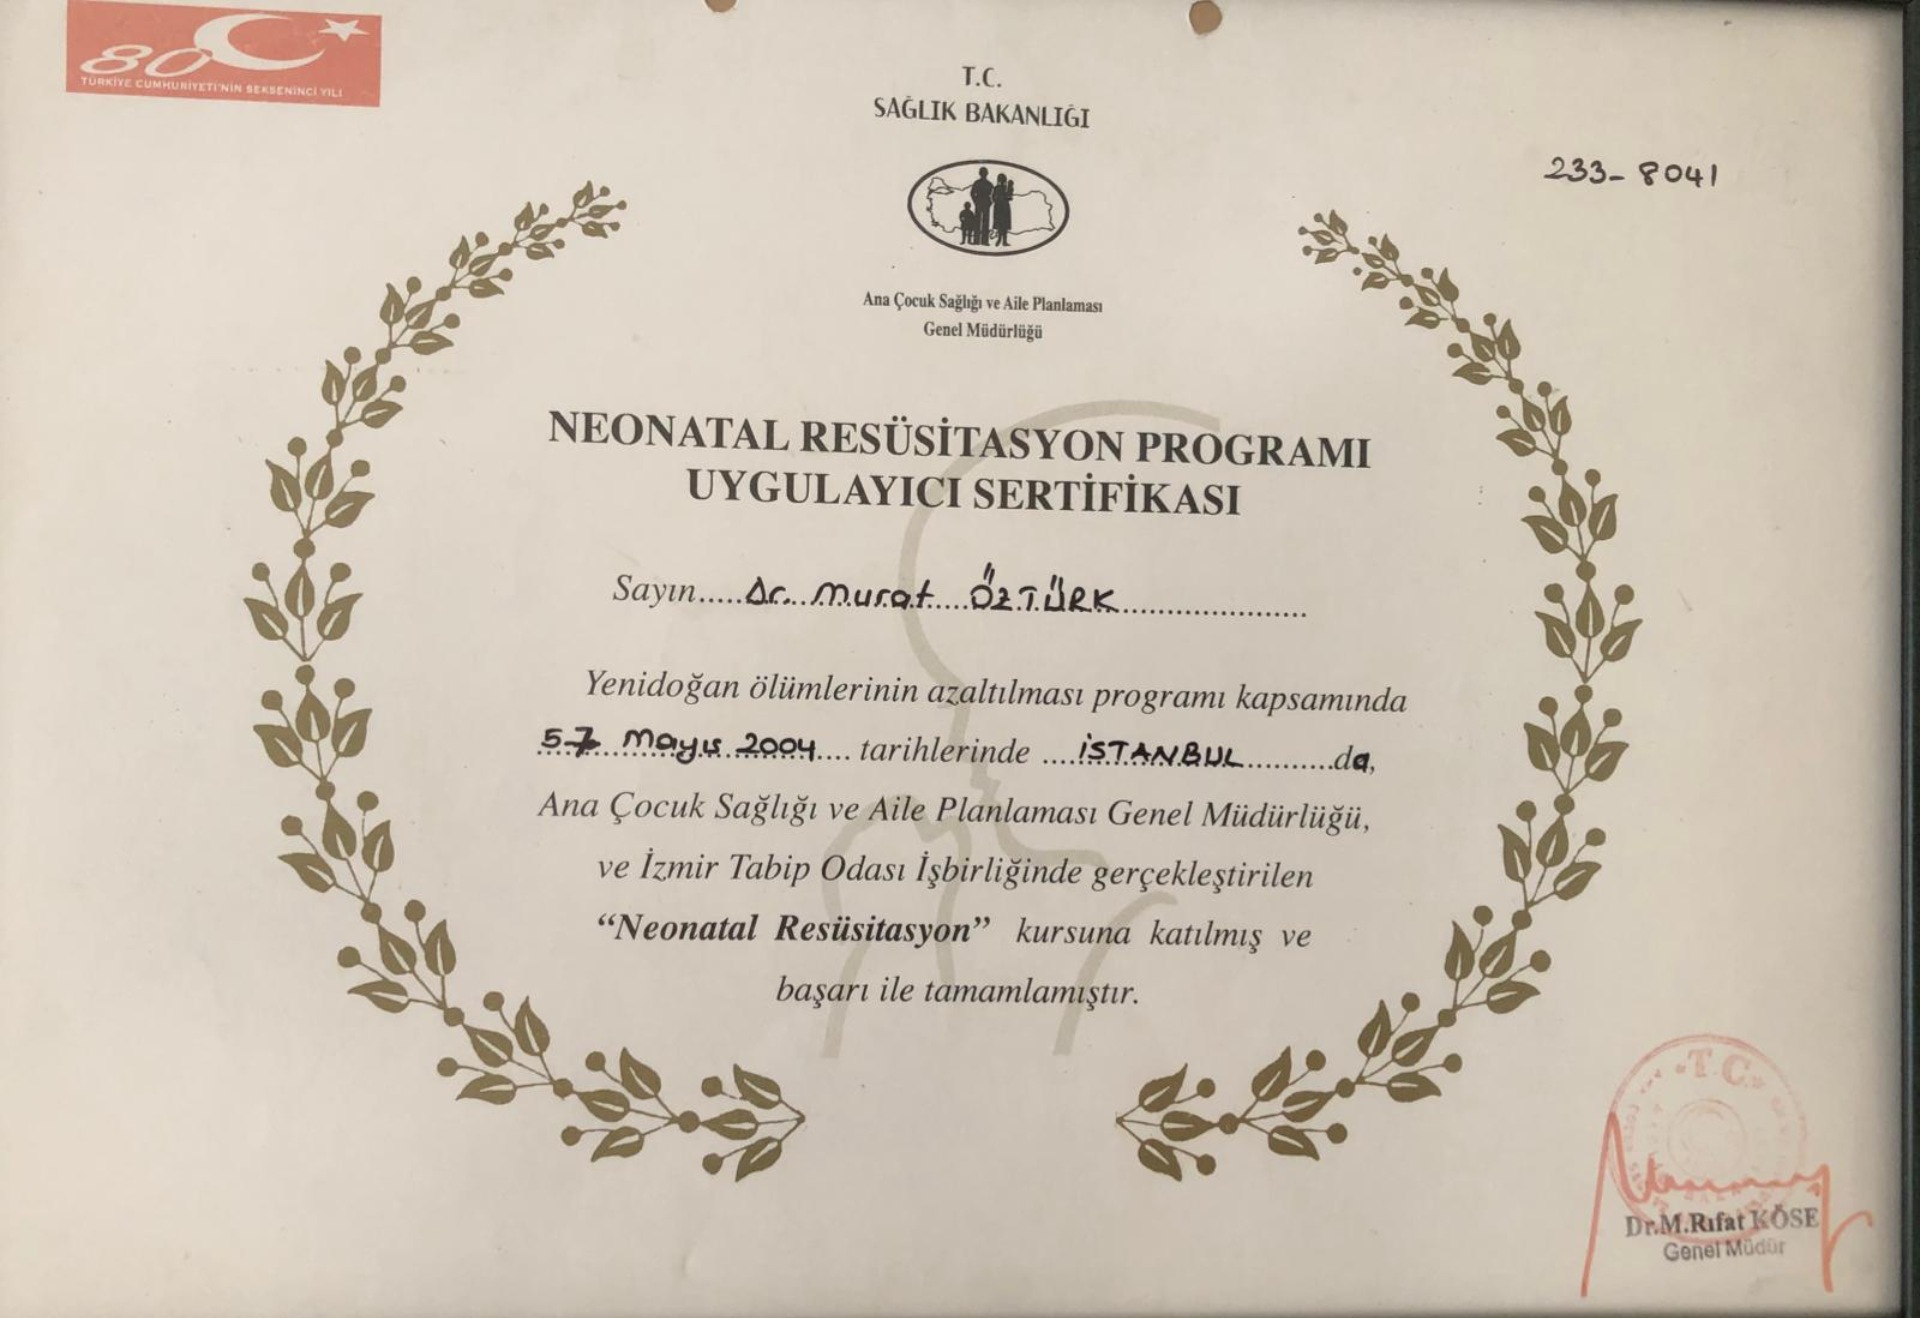 80
TÜRKİYE CUMHURİYETİ'NİN SEKSENİNCİ YILI
T.C.
SAĞLIK BAKANLIĞI
233-8041
Ana Çocuk Sağlığı ve Aile Planlaması
Genel Müdürlüğü
NEONATAL RESÜSİTASYON PROGRAMI
UYGULAYICI SERTİFİKASI
Sayın.....Dr. Murat ÖZTÜRK.....................
Yenidoğan ölümlerinin azaltılması programı kapsamında
5-7 Mayıs 2004.... tarihlerinde ....İSTANBUL...........da,
Ana Çocuk Sağlığı ve Aile Planlaması Genel Müdürlüğü,
ve İzmir Tabip Odası İşbirliğinde gerçekleştirilen
“Neonatal Resüsitasyon” kursuna katılmış ve
başarı ile tamamlamıştır.
T.C.
Dr.M.Rıfat KÖSE
Genel Müdür